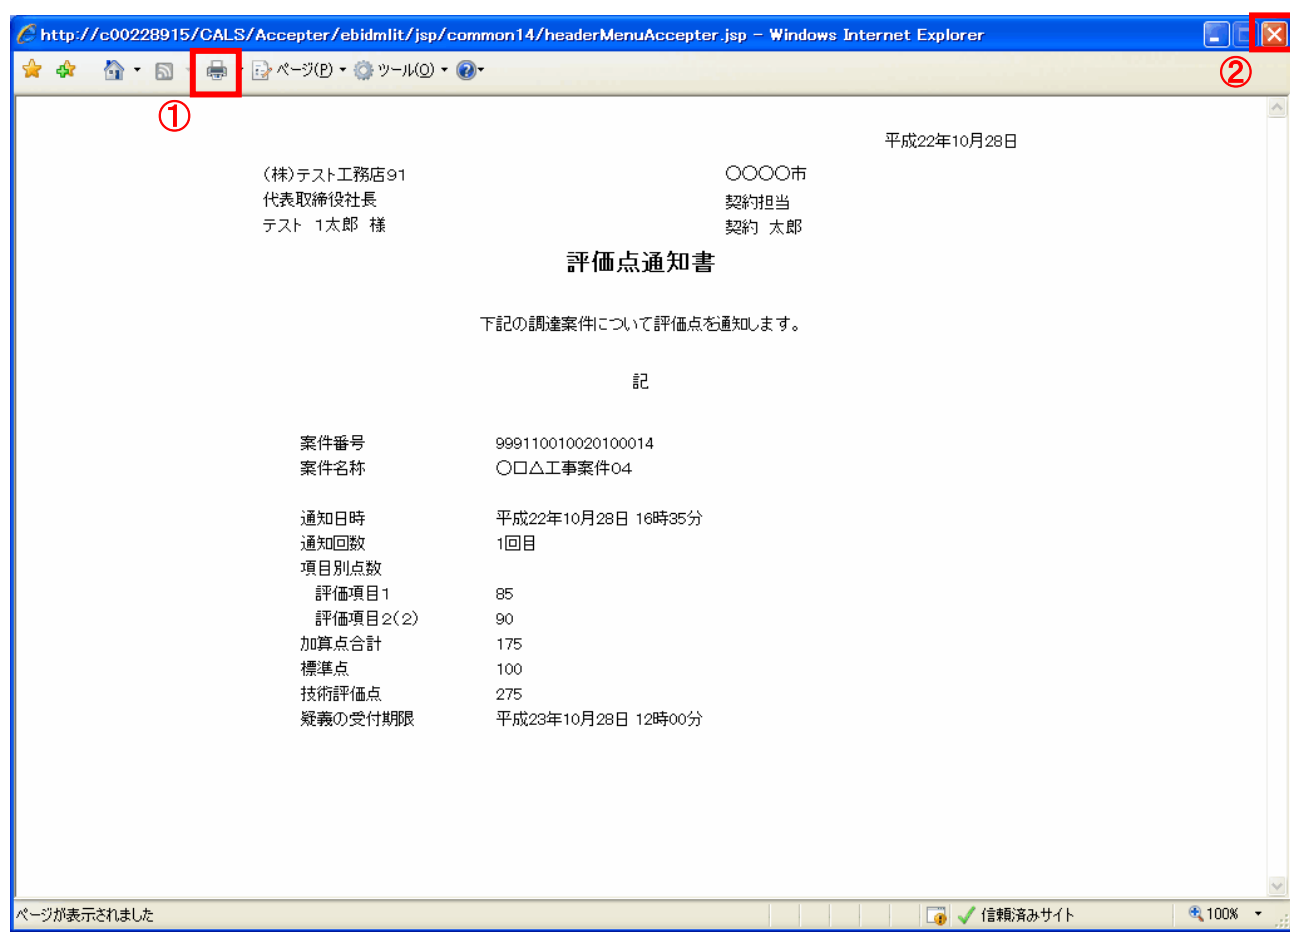 http://c00228915/CALS/Accepter/ebidmlit/jsp/common14/headerMenuAccepter.jsp - Windows Internet Explorer
ページ(P) ツール(O)
① ②
平成22年10月28日
(株)テスト工務店91 〇〇〇〇市
代表取締役社長 契約担当
テスト 1太郎 様 契約 太郎
評価点通知書
下記の調達案件について評価点を通知します。
記
案件番号 999110010020100014
案件名称 〇□△工事案件04
通知日時 平成22年10月28日 16時35分
通知回数 1回目
項目別点数
評価項目1 85
評価項目2(2) 90
加算点合計 175
標準点 100
技術評価点 275
疑義の受付期限 平成23年10月28日 12時00分
ページが表示されました 信頼済みサイト 100%